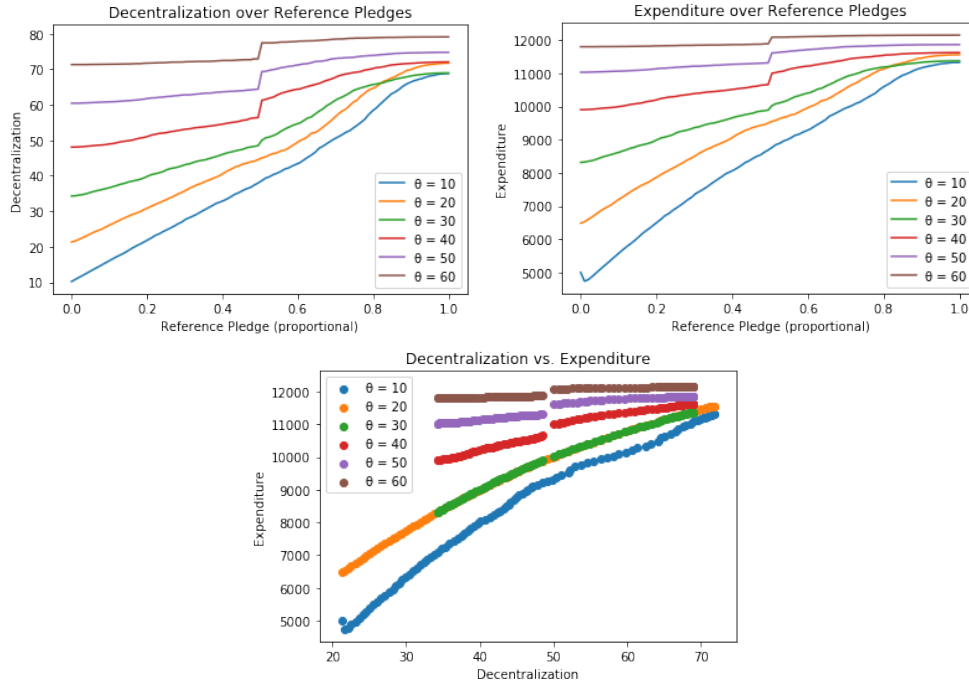 Decentralization over Reference Pledges
80
70
60
50
40
30
20
10
Decentralization
0.0 0.2 0.4 0.6 0.8 1.0
Reference Pledge (proportional)
θ = 10
θ = 20
θ = 30
θ = 40
θ = 50
θ = 60
Expenditure over Reference Pledges
12000
11000
10000
9000
8000
7000
6000
5000
Expenditure
0.0 0.2 0.4 0.6 0.8 1.0
Reference Pledge (proportional)
θ = 10
θ = 20
θ = 30
θ = 40
θ = 50
θ = 60
Decentralization vs. Expenditure
12000
11000
10000
9000
8000
7000
6000
5000
Expenditure
20 30 40 50 60 70
Decentralization
θ = 10
θ = 20
θ = 30
θ = 40
θ = 50
θ = 60